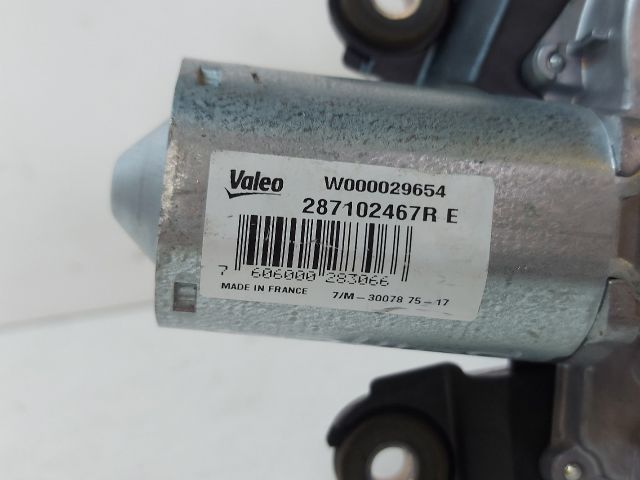 Valeo W000029654
287102467R E
7 606000 283066
MADE IN FRANCE 7/M-30078 75-17